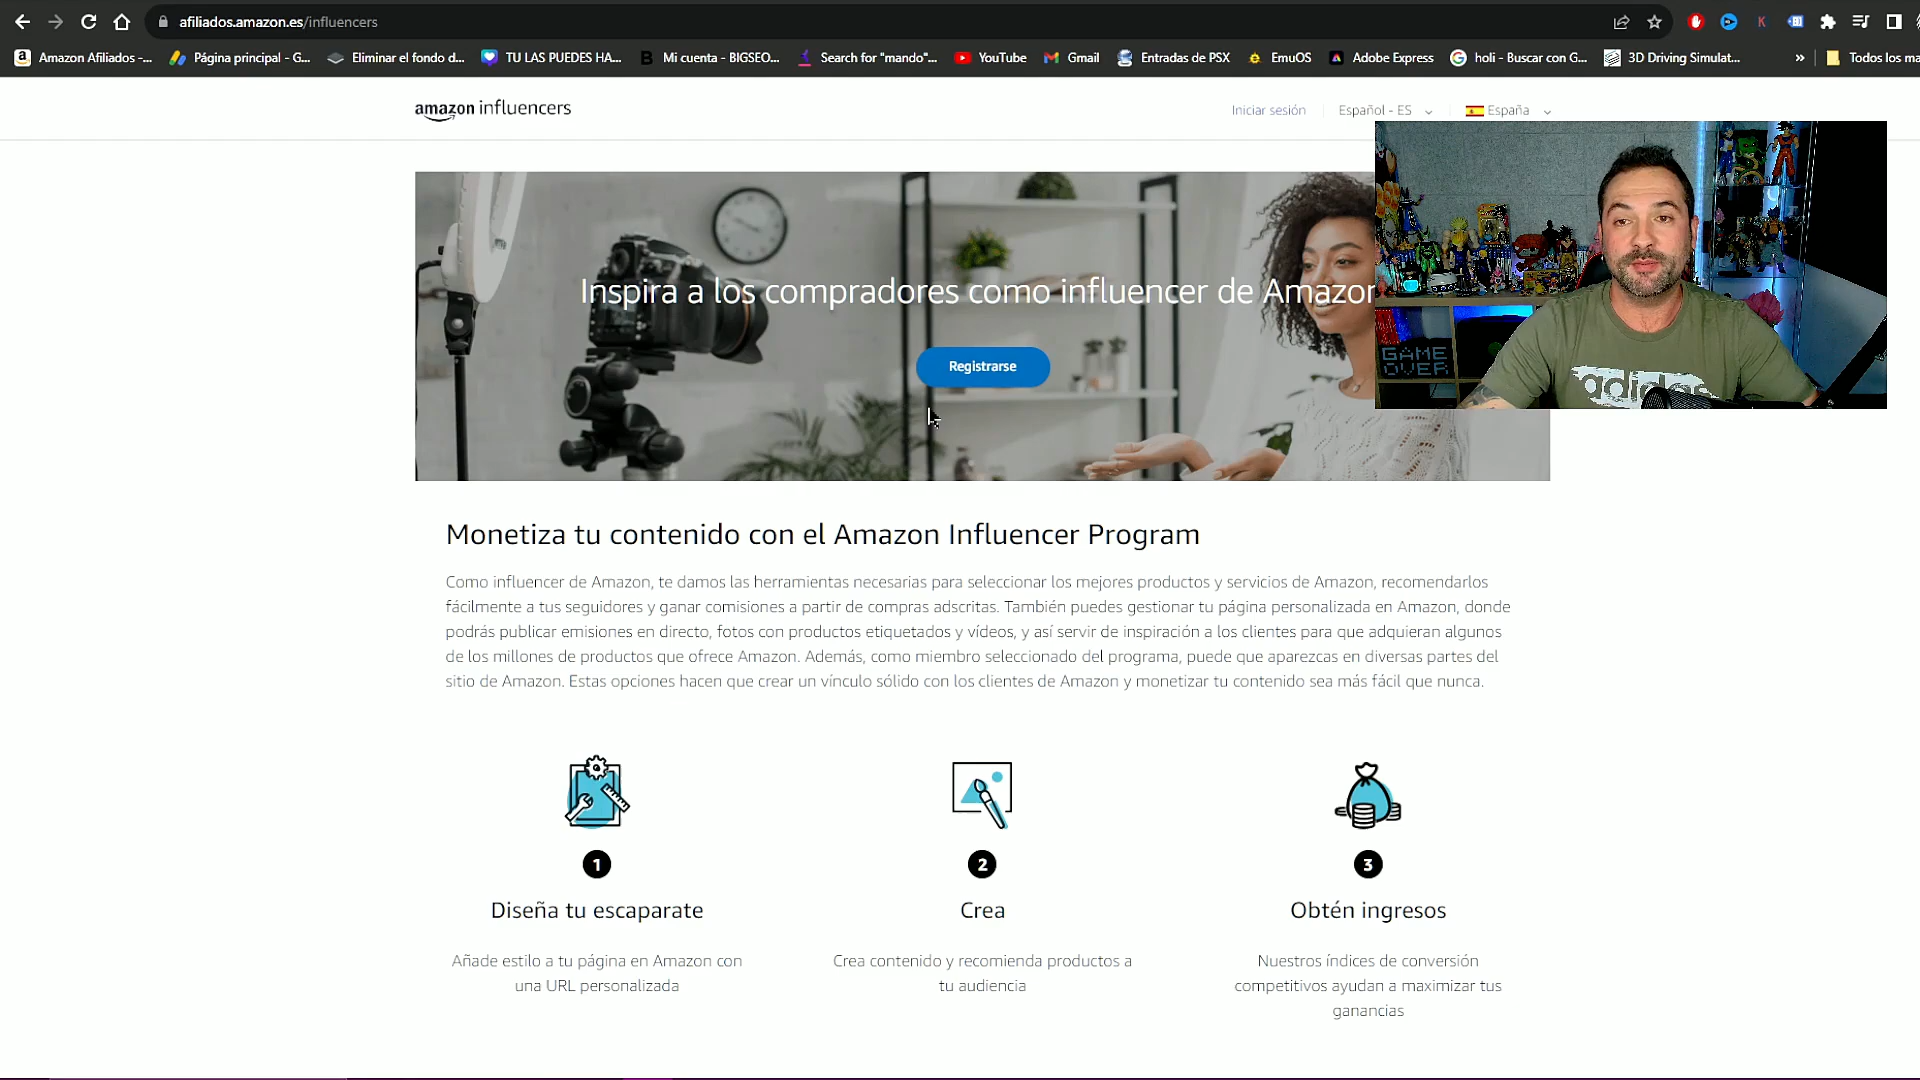 afiliados.amazon.es/influencers
Amazon Afiliados -... Página principal - G... Eliminar el fondo d... TU LAS PUEDES HA... Mi cuenta - BIGSEO... Search for "mando"... YouTube Gmail Entradas de PSX EmuOS Adobe Express holi - Buscar con G... 3D Driving Simulat... » Todos los ma
amazon influencers
Iniciar sesión Español - ES España
Inspira a los compradores como influencer de Amazon
Registrarse
GAME
OVER
adidas
Monetiza tu contenido con el Amazon Influencer Program
Como influencer de Amazon, te damos las herramientas necesarias para seleccionar los mejores productos y servicios de Amazon, recomendarlos
fácilmente a tus seguidores y ganar comisiones a partir de compras adscritas. También puedes gestionar tu página personalizada en Amazon, donde
podrás publicar emisiones en directo, fotos con productos etiquetados y vídeos, y así servir de inspiración a los clientes para que adquieran algunos
de los millones de productos que ofrece Amazon. Además, como miembro seleccionado del programa, puede que aparezcas en diversas partes del
sitio de Amazon. Estas opciones hacen que crear un vínculo sólido con los clientes de Amazon y monetizar tu contenido sea más fácil que nunca.
1
Diseña tu escaparate
Añade estilo a tu página en Amazon con
una URL personalizada
2
Crea
Crea contenido y recomienda productos a
tu audiencia
3
Obtén ingresos
Nuestros índices de conversión
competitivos ayudan a maximizar tus
ganancias